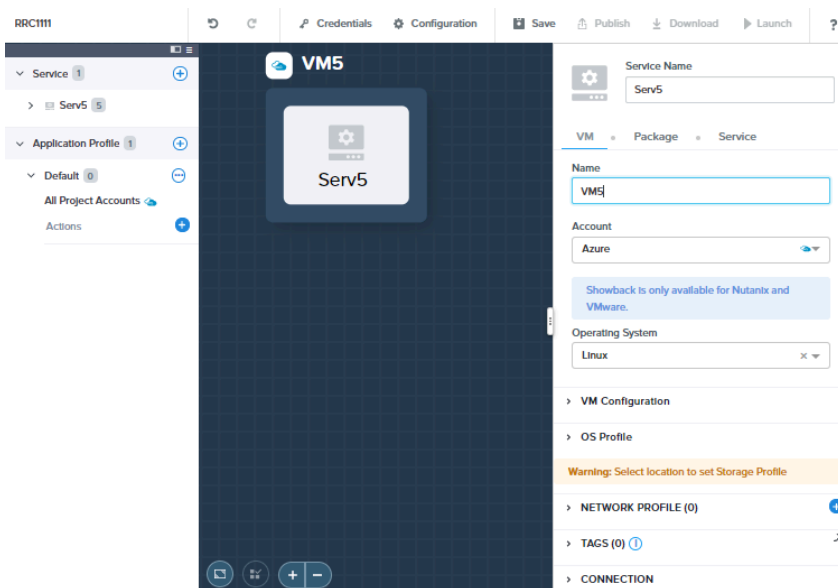 RRC1111
Credentials
Configuration
Save
Publish
Download
Launch
?
Service 1
Serv5 5
Application Profile 1
Default 0
All Project Accounts
Actions
VM5
Serv5
Service Name
Serv5
VM
Package
Service
Name
VM5
Account
Azure
Showback is only available for Nutanix and
VMware.
Operating System
Linux
VM Configuration
OS Profile
Warning: Select location to set Storage Profile
NETWORK PROFILE (0)
TAGS (0)
CONNECTION